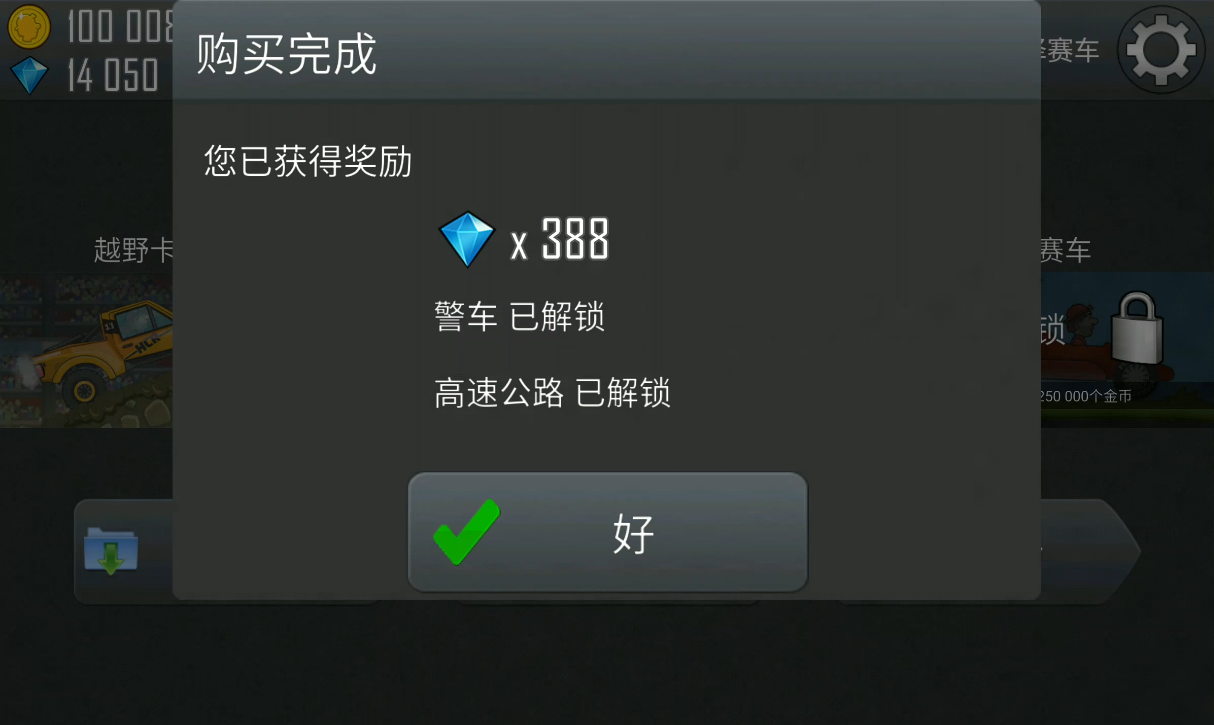 100 008
14 050
购买完成
赛车
您已获得奖励
x 388
越野卡
赛车
警车 已解锁
锁
高速公路 已解锁
250 000个金币
好